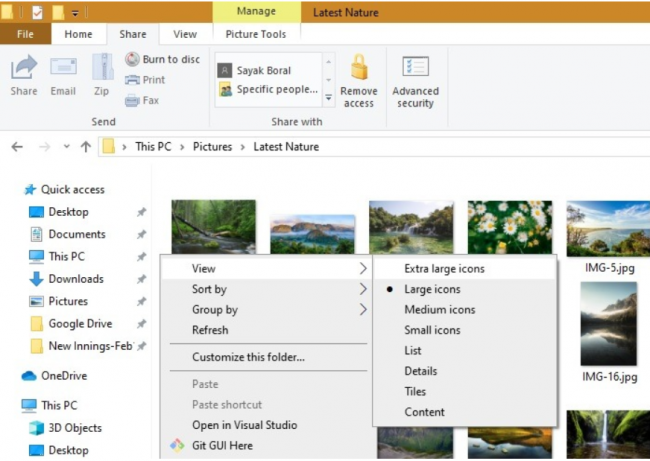 Manage
Latest Nature
File
Home
Share
View
Picture Tools
Share
Email
Zip
Burn to disc
Print
Fax
Send
Sayak Boral
Specific people...
Share with
Remove access
Advanced security
This PC
Pictures
Latest Nature
Quick access
Desktop
Documents
This PC
Downloads
Pictures
Google Drive
New Innings-Feb
OneDrive
This PC
3D Objects
Desktop
View
Sort by
Group by
Refresh
Customize this folder...
Paste
Paste shortcut
Open in Visual Studio
Git GUI Here
Extra large icons
Large icons
Medium icons
Small icons
List
Details
Tiles
Content
IMG-5.jpg
IMG-16.jpg